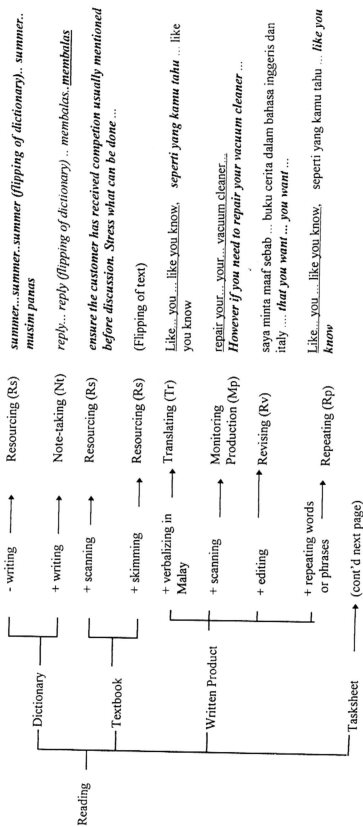 Reading
Dictionary
- writing → Resourcing (Rs)
summer...summer..summer (flipping of dictionary).. summer..
musim panas
+ writing → Note-taking (Nt)
reply... reply (flipping of dictionary) .. membalas..membalas
Textbook
+ scanning → Resourcing (Rs)
ensure the customer has received competion usually mentioned
before discussion. Stress what can be done ...
+ skimming → Resourcing (Rs)
(Flipping of text)
Written Product
+ verbalizing in
Malay
→ Translating (Tr)
Like... you ... like you know, seperti yang kamu tahu ... like
you know
+ scanning → Monitoring
Production (Mp)
repair your... your... vacuum cleaner...
However if you need to repair your vacuum cleaner ...
+ editing → Revising (Rv)
saya minta maaf sebab ... buku cerita dalam bahasa inggeris dan
italy .... that you want ... you want ...
+ repeating words
or phrases
→ Repeating (Rp)
Like... you ... like you know, seperti yang kamu tahu ... like you
know
Tasksheet → (cont'd next page)